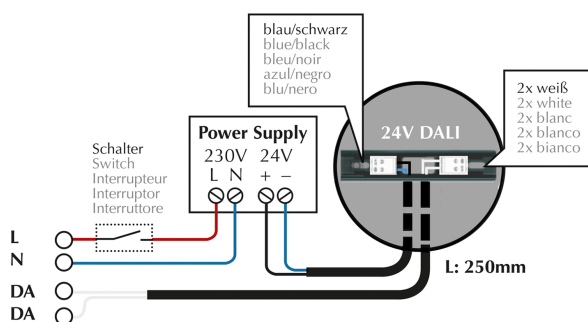 blau/schwarz
blue/black
bleu/noir
azul/negro
blu/nero
2x weiß
2x white
2x blanc
2x blanco
2x bianco
24V DALI
Power Supply
230V 24V
L N + −
Schalter
Switch
Interrupteur
Interruptor
Interruttore
L
N
DA
DA
L: 250mm